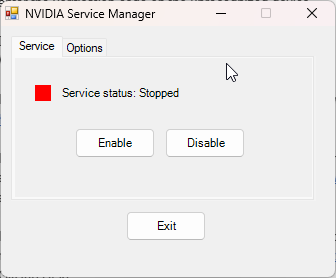 NVIDIA Service Manager
Service Options
Service status: Stopped
Enable Disable
Exit